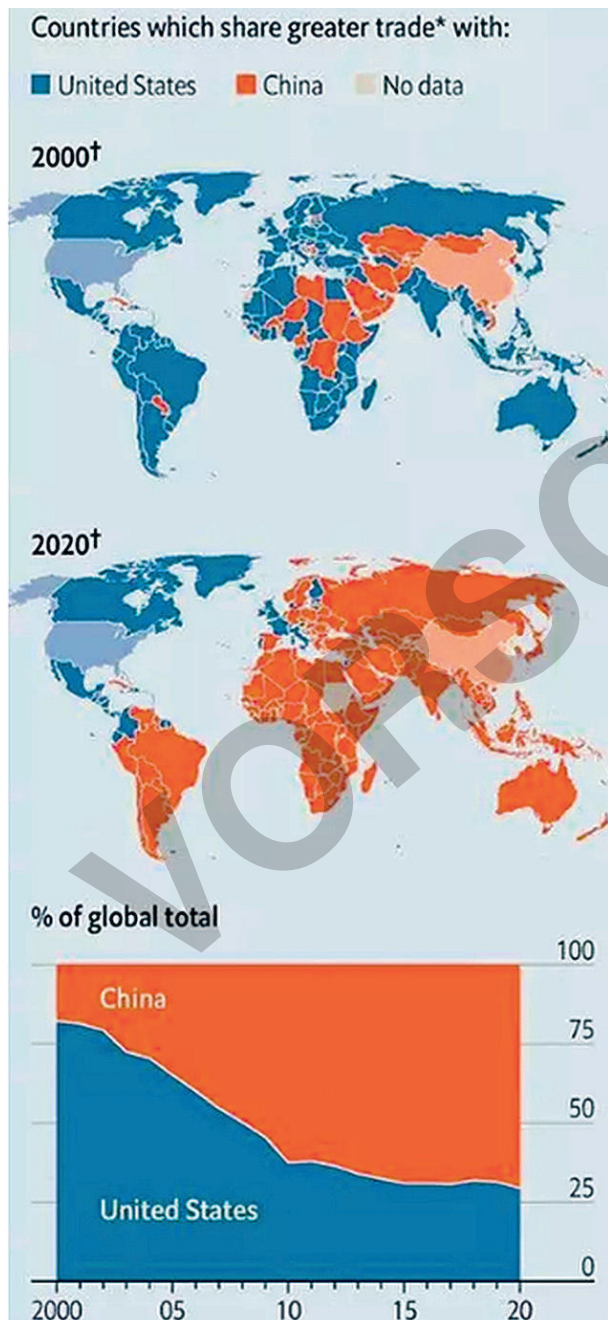 Countries which share greater trade* with:
United States China No data
2000†
2020†
% of global total
100
China
75
50
25
United States
0
2000 05 10 15 20